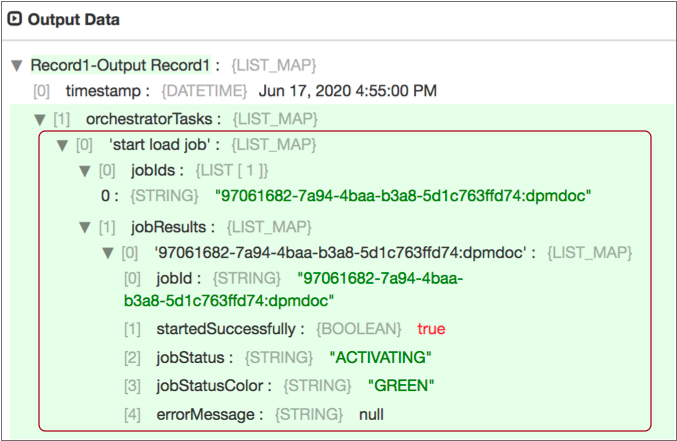 Output Data
Record1-Output Record1 : {LIST_MAP}
[0] timestamp : {DATETIME} Jun 17, 2020 4:55:00 PM
[1] orchestratorTasks : {LIST_MAP}
[0] 'start load job' : {LIST_MAP}
[0] jobIds : {LIST [ 1 ]}
0 : {STRING} "97061682-7a94-4baa-b3a8-5d1c763ffd74:dpmdoc"
[1] jobResults : {LIST_MAP}
[0] '97061682-7a94-4baa-b3a8-5d1c763ffd74:dpmdoc' : {LIST_MAP}
[0] jobId : {STRING} "97061682-7a94-4baa-
b3a8-5d1c763ffd74:dpmdoc"
[1] startedSuccessfully : {BOOLEAN} true
[2] jobStatus : {STRING} "ACTIVATING"
[3] jobStatusColor : {STRING} "GREEN"
[4] errorMessage : {STRING} null